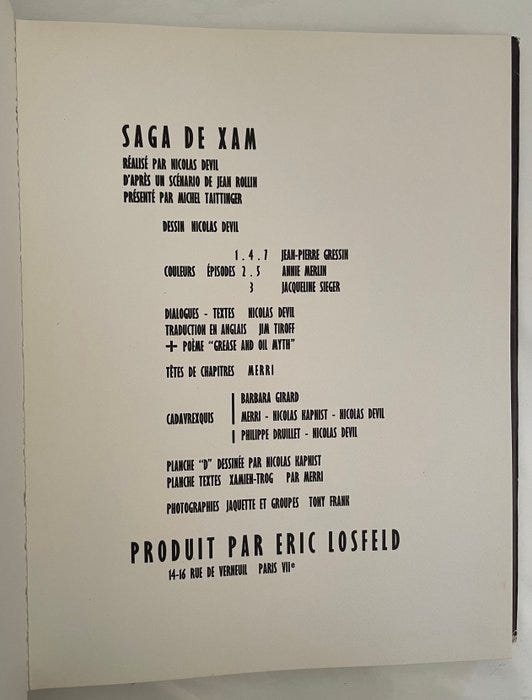 SAGA DE XAM
RÉALISÉ PAR NICOLAS DEVIL
D'APRÈS UN SCÉNARIO DE JEAN ROLLIN
PRÉSENTÉ PAR MICHEL TAITTINGER
DESSIN NICOLAS DEVIL
1.4.7 JEAN-PIERRE GRESSIN
COULEURS ÉPISODES 2.5 ANNIE MERLIN
3 JACQUELINE SIEGER
DIALOGUES - TEXTES NICOLAS DEVIL
TRADUCTION EN ANGLAIS JIM TIROFF
+ POÈME "GREASE AND OIL MYTH"
TÊTES DE CHAPITRES MERRI
BARBARA GIRARD
CADAVREXQUIS MERRI - NICOLAS KAPNIST - NICOLAS DEVIL
PHILIPPE DRUILLET - NICOLAS DEVIL
PLANCHE "D" DESSINÉE PAR NICOLAS KAPNIST
PLANCHE TEXTES XAMIEN-TROG PAR MERRI
PHOTOGRAPHIES JAQUETTE ET GROUPES TONY FRANK
PRODUIT PAR ERIC LOSFELD
14-16 RUE DE VERNEUIL PARIS VIIe